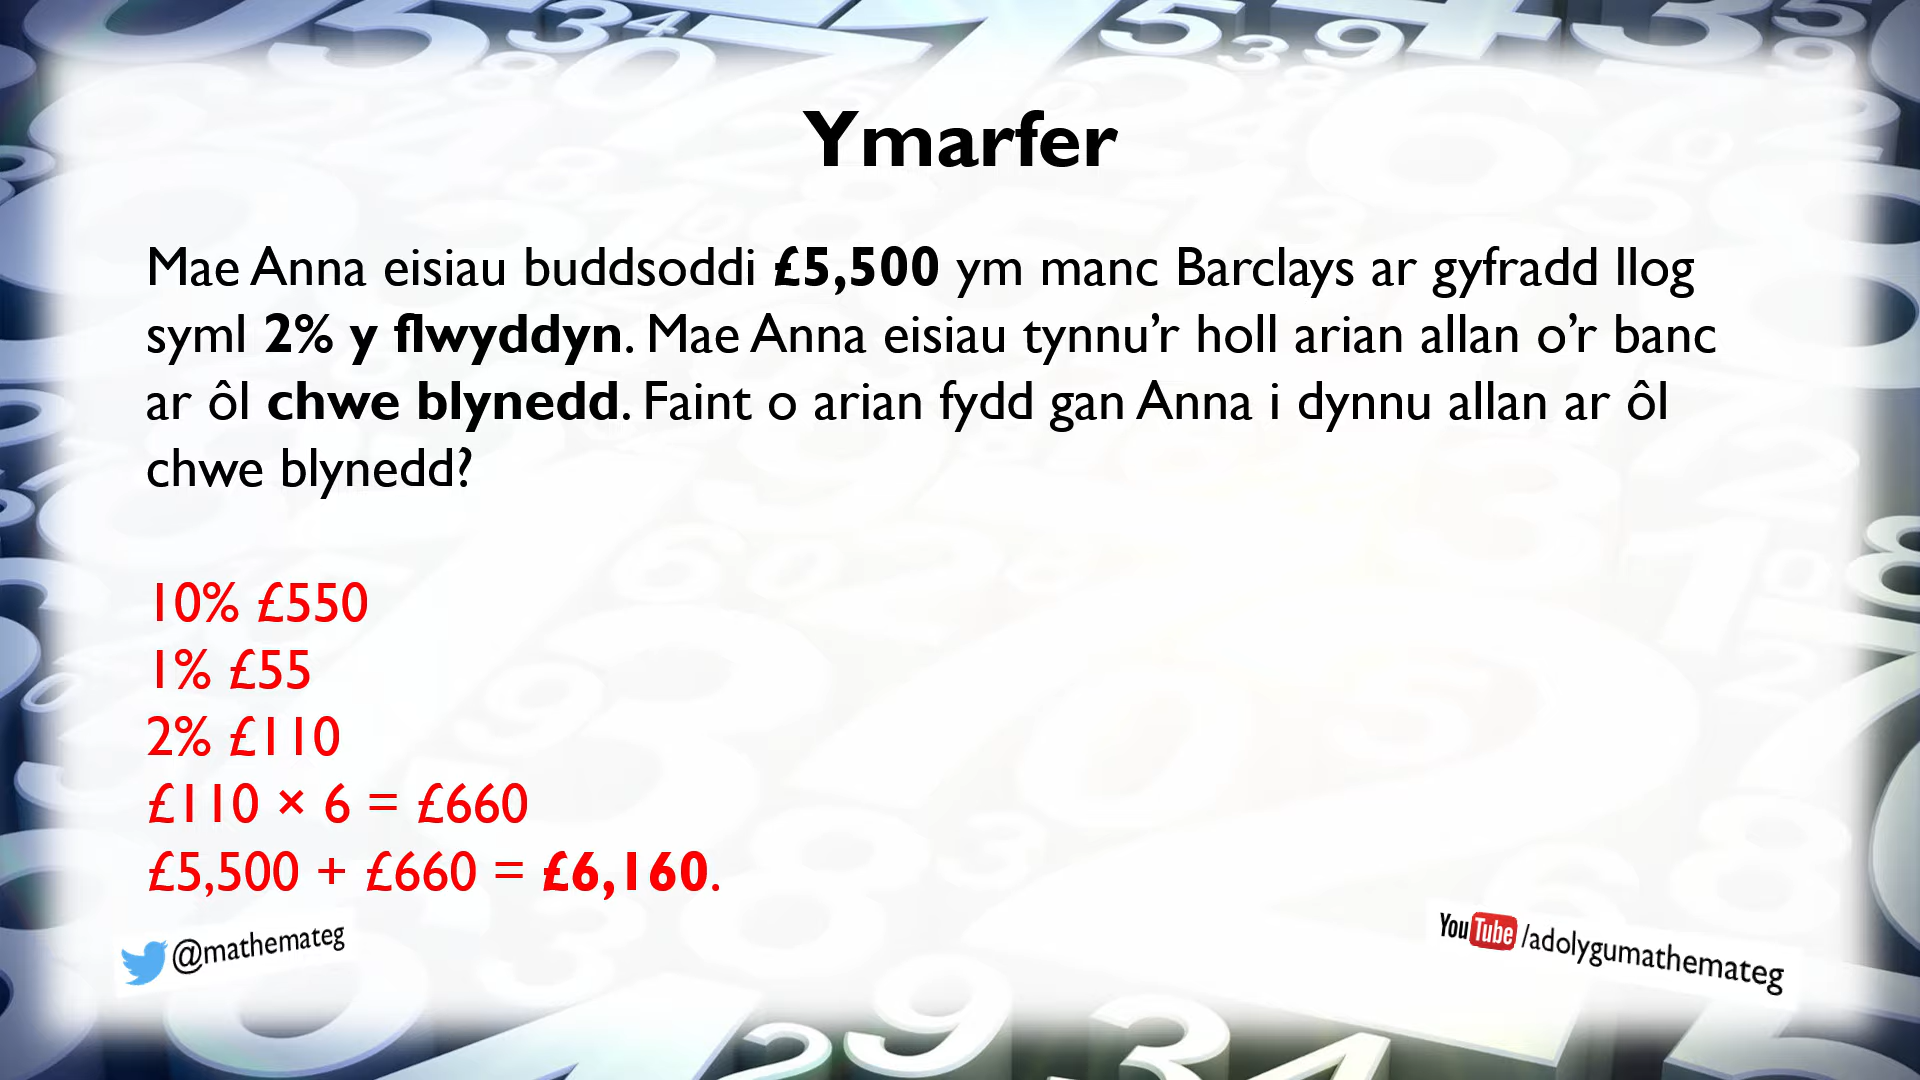 Ymarfer
Mae Anna eisiau buddsoddi £5,500 ym manc Barclays ar gyfradd llog
syml 2% y flwyddyn. Mae Anna eisiau tynnu’r holl arian allan o’r banc
ar ôl chwe blynedd. Faint o arian fydd gan Anna i dynnu allan ar ôl
chwe blynedd?
10% £550
1% £55
2% £110
£110 × 6 = £660
£5,500 + £660 = £6,160.
@mathemateg
YouTube /adolygumathemateg